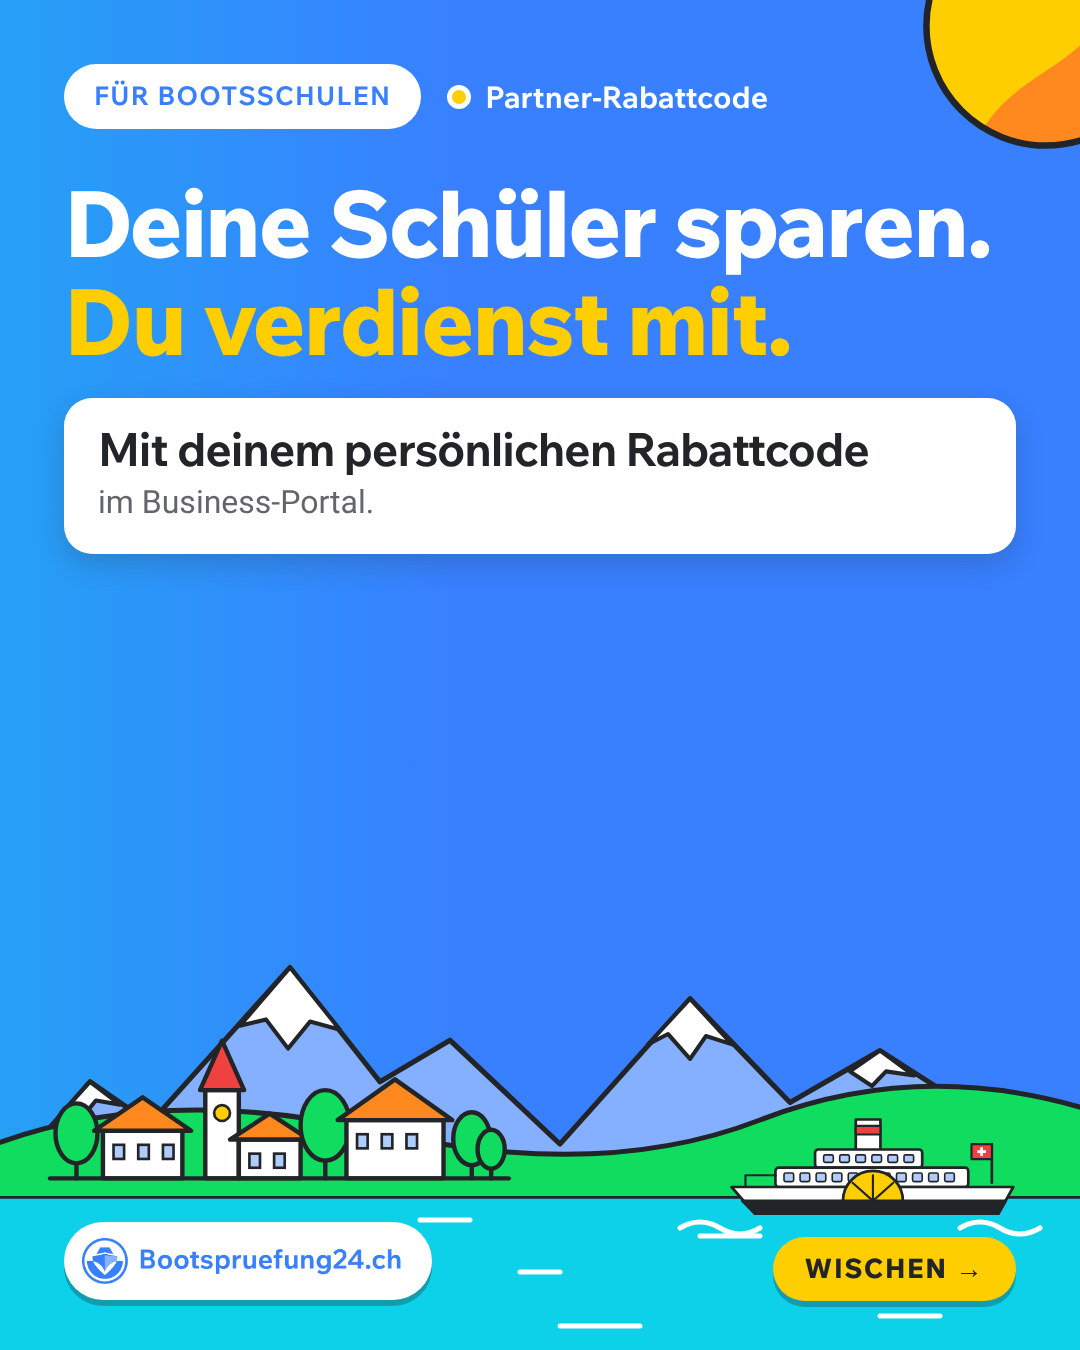 FÜR BOOTSSCHULEN
Partner-Rabattcode
Deine Schüler sparen.
Du verdienst mit.
Mit deinem persönlichen Rabattcode
im Business-Portal.
Bootspruefung24.ch
WISCHEN →